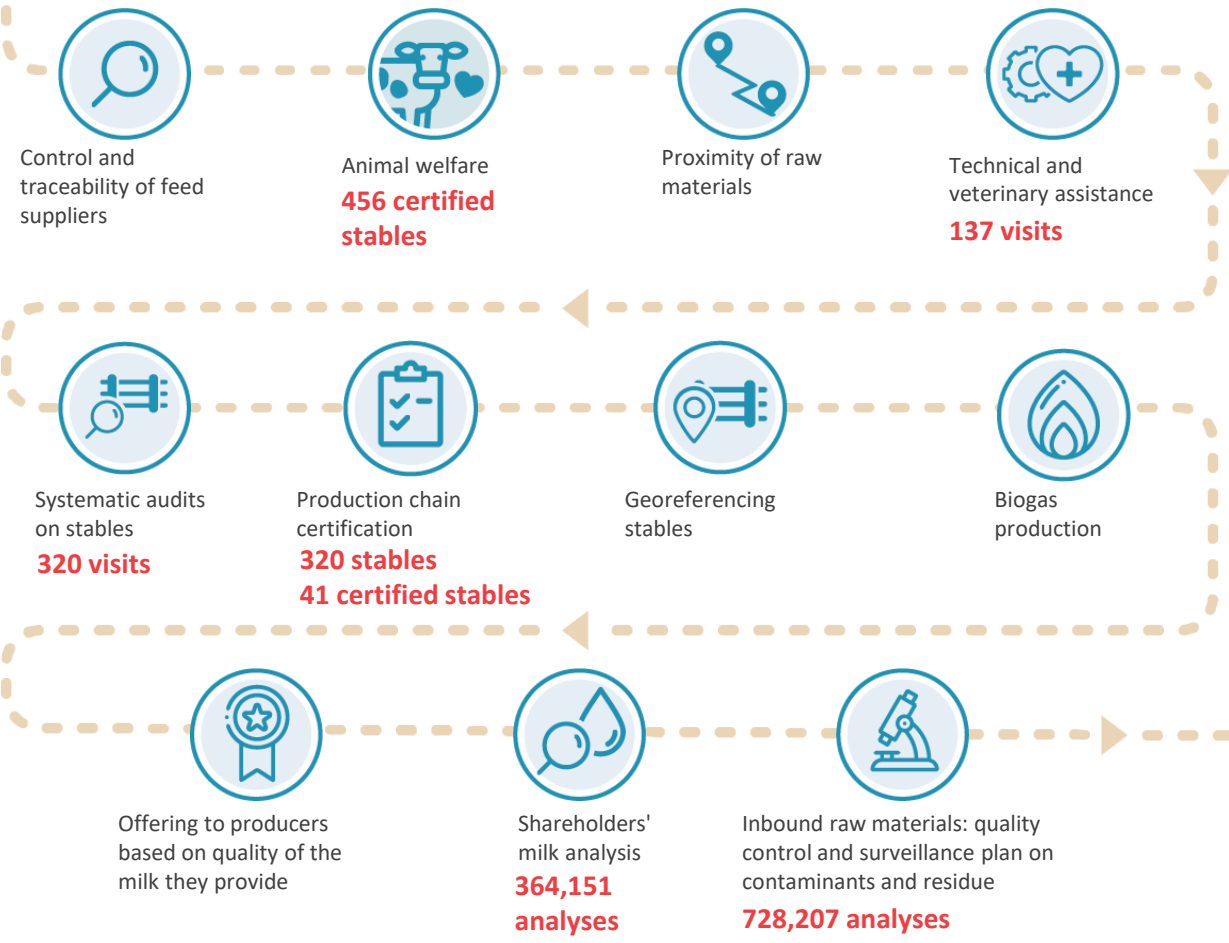 Control and
traceability of feed
suppliers
Animal welfare
456 certified
stables
Proximity of raw
materials
Technical and
veterinary assistance
137 visits
Systematic audits
on stables
320 visits
Production chain
certification
320 stables
41 certified stables
Georeferencing
stables
Biogas
production
Offering to producers
based on quality of the
milk they provide
Shareholders'
milk analysis
364,151
analyses
Inbound raw materials: quality
control and surveillance plan on
contaminants and residue
728,207 analyses